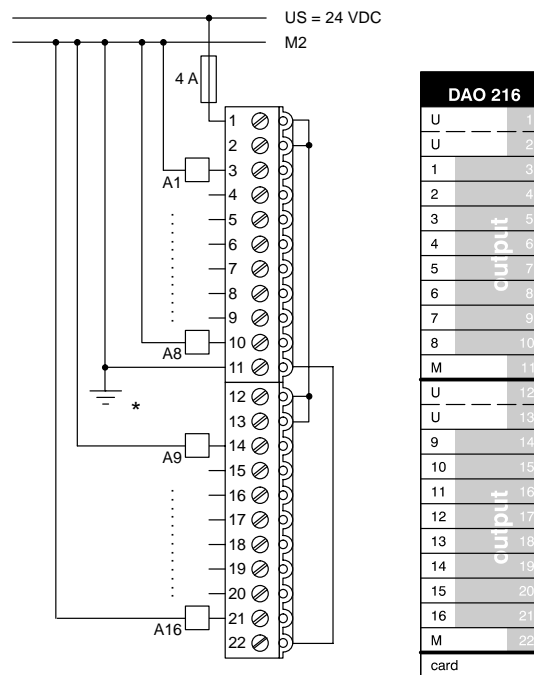 US = 24 VDC
M2
4 A
1
2
A1
3
4
5
6
7
8
9
A8
10
11
*
12
13
A9
14
15
16
17
18
19
20
A16
21
22
DAO 216
U 1
U 2
1 3
2 4
3 5
4 6
5 7
6 8
7 9
8 10
output
M 11
U 12
U 13
9 14
10 15
11 16
12 17
13 18
14 19
15 20
16 21
output
M 22
card